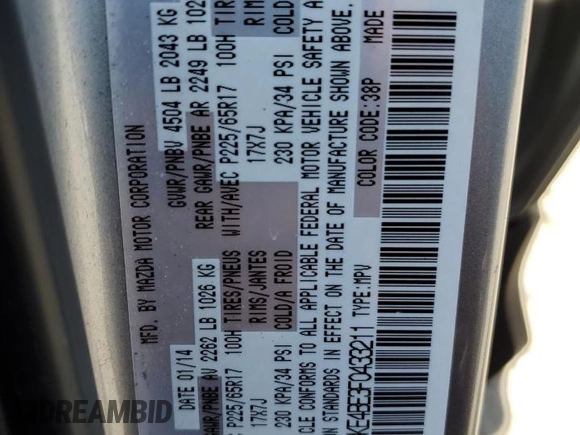 MFD. BY MAZDA MOTOR CORPORATION
DATE 01/14 GVWR/PNBV 4504 LB 2043 KG
GAWR/PNBE AV 2262 LB 1026 KG REAR GAWR/PNBE AR 2249 LB 102
P225/65R17 100H TIRES/PNEUS WITH/AVEC P225/65R17 100H TIR
17X7J RIMS/JANTES 17X7J RIM
230 KPA/34 PSI COLD/A FROID 230 KPA/34 PSI COLD
CLE CONFORMS TO ALL APPLICABLE FEDERAL MOTOR VEHICLE SAFETY A
STANDARDS IN EFFECT ON THE DATE OF MANUFACTURE SHOWN ABOVE.
KE4BE3F0433211 TYPE:MPV COLOR CODE:38P MADE
DREAMBID
dreambid.com